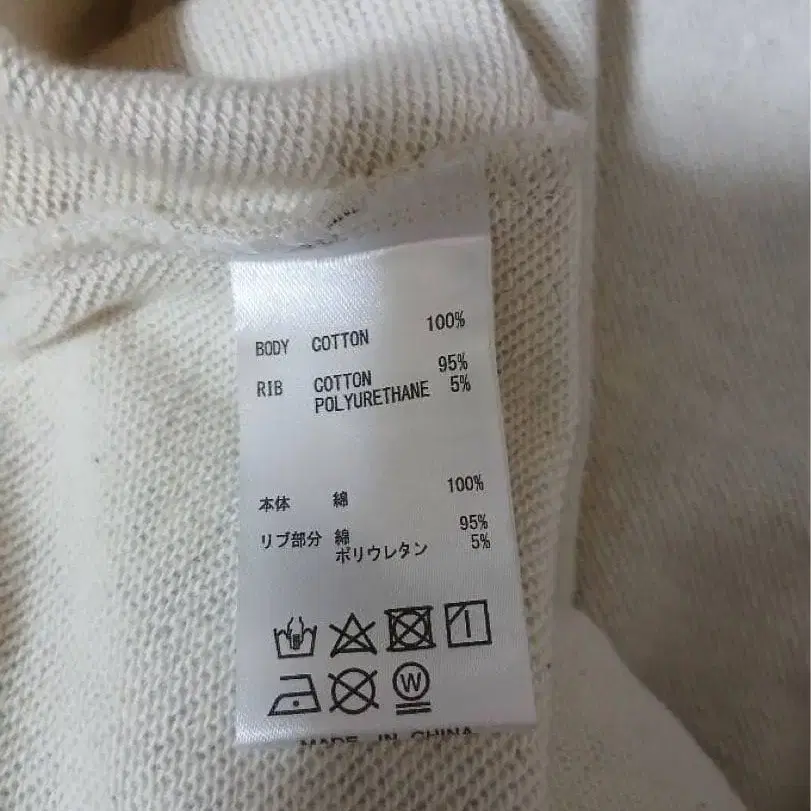 BODY COTTON 100%
RIB COTTON 95%
POLYURETHANE 5%
本体 綿 100%
リブ部分 綿 95%
ポリウレタン 5%
W
MADE IN CHINA